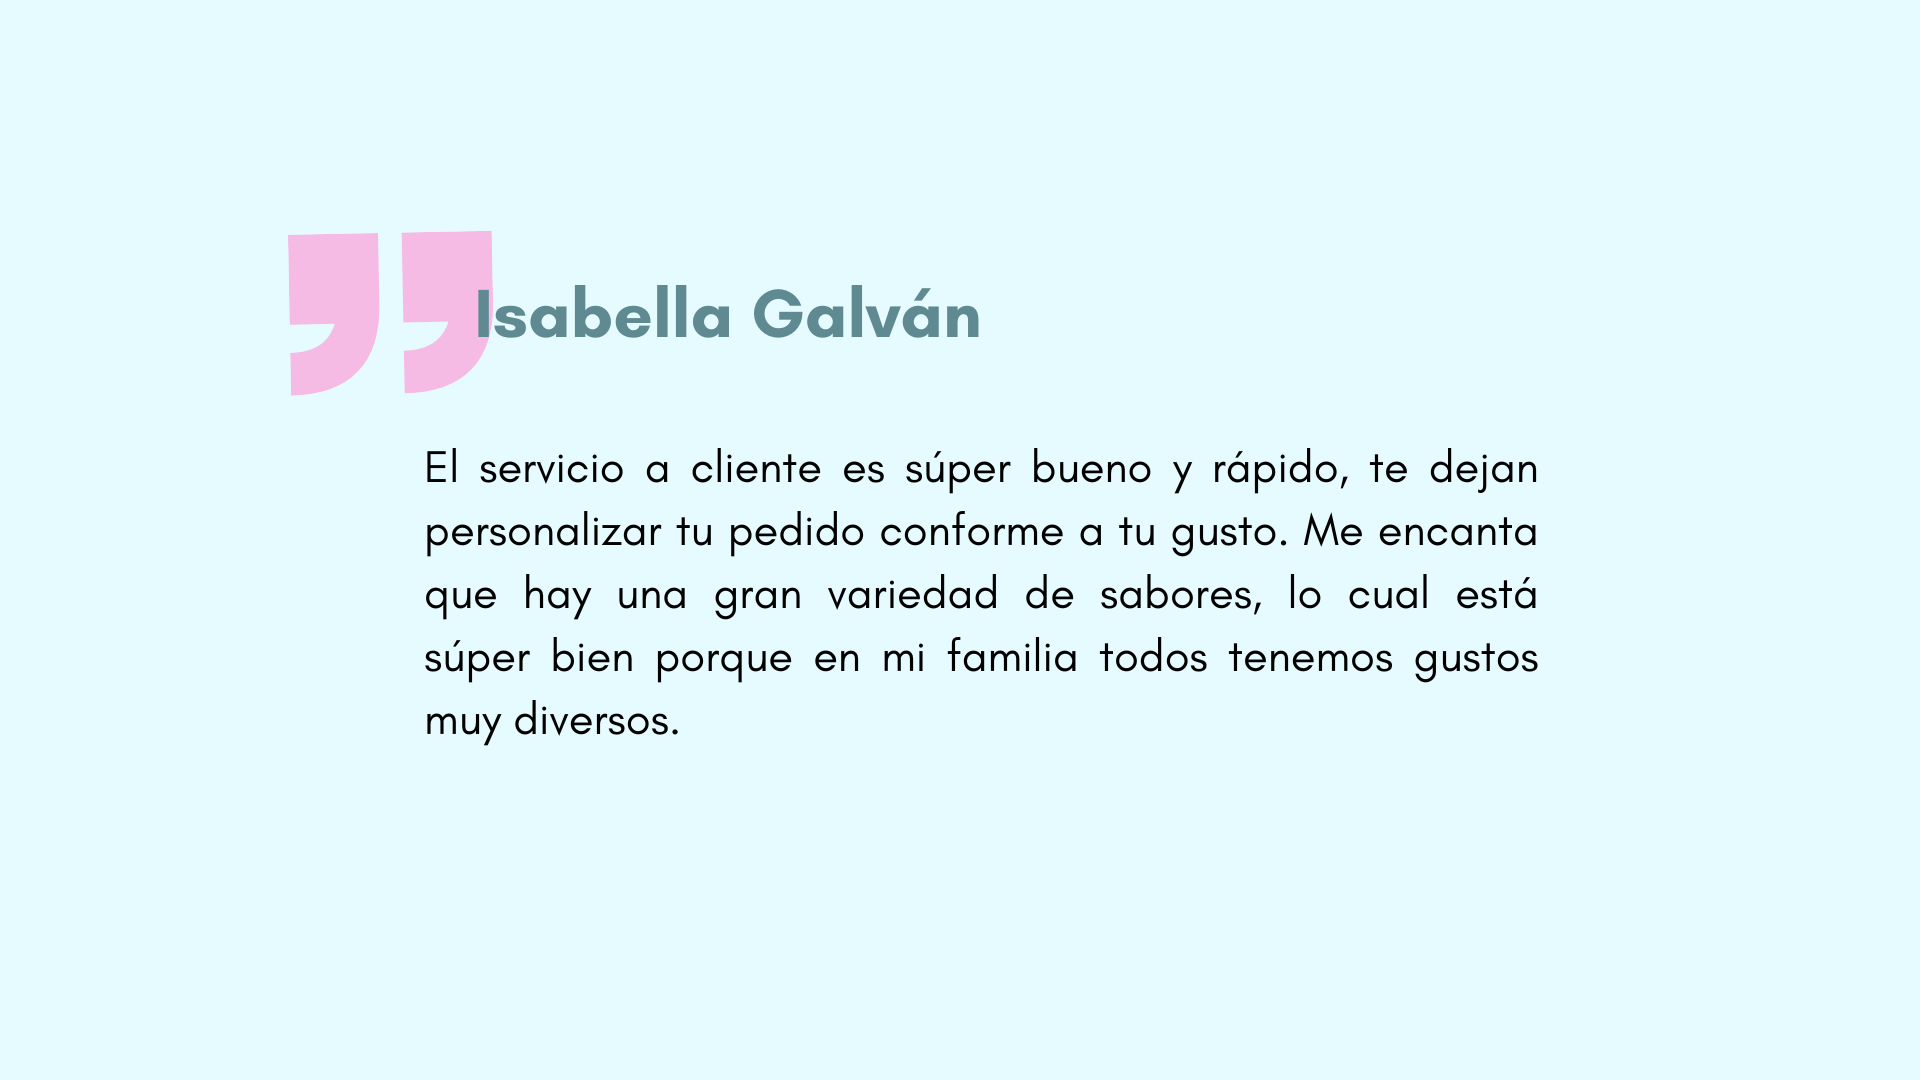 Isabella Galván
El servicio a cliente es súper bueno y rápido, te dejan
personalizar tu pedido conforme a tu gusto. Me encanta
que hay una gran variedad de sabores, lo cual está
súper bien porque en mi familia todos tenemos gustos
muy diversos.